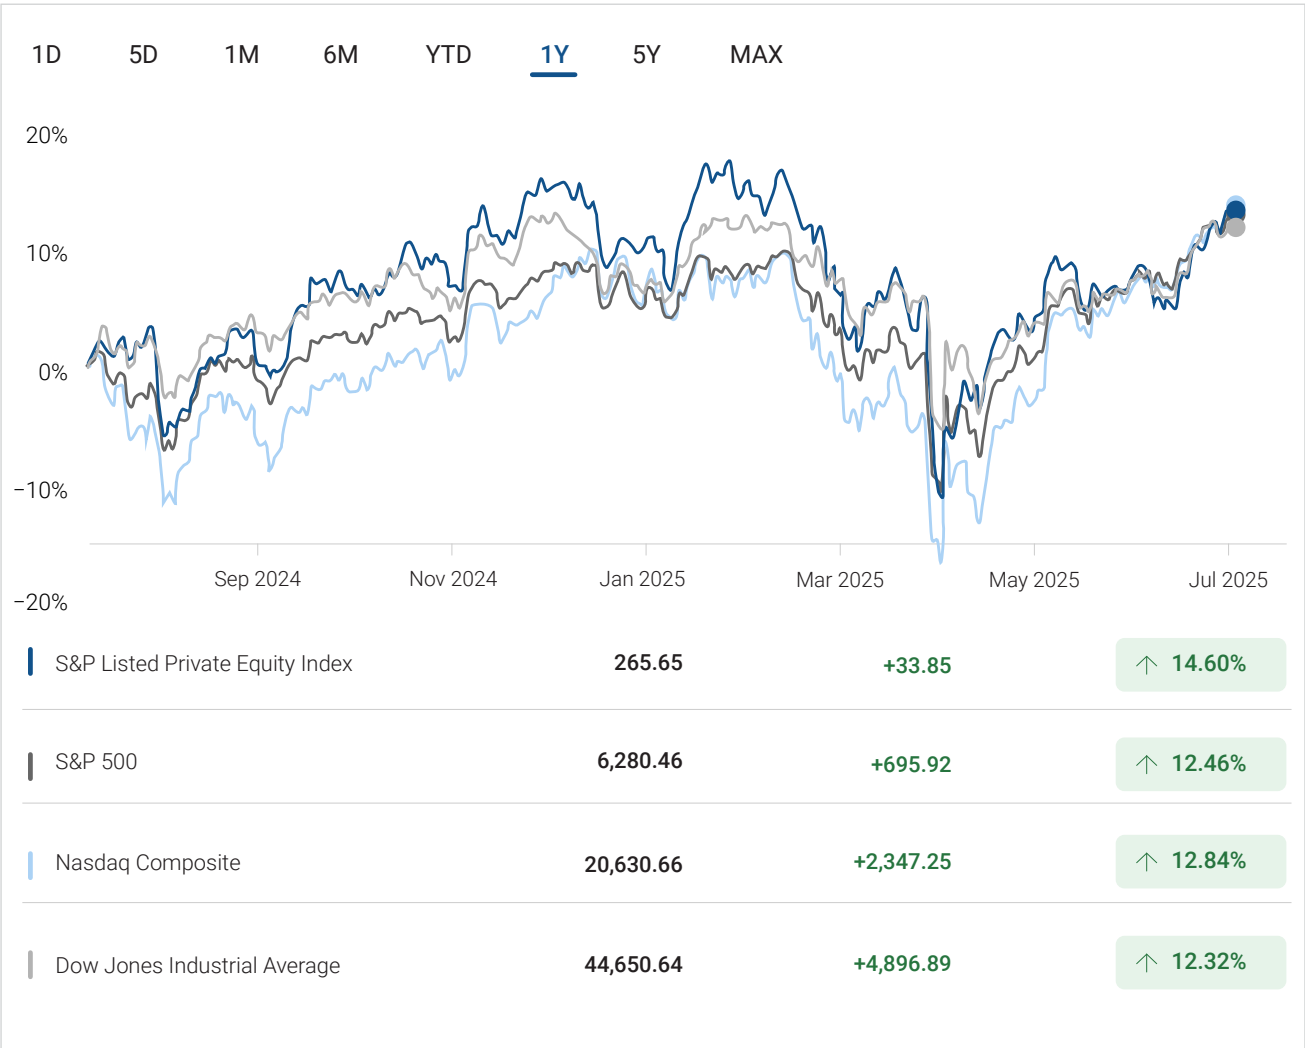 1D 5D 1M 6M YTD 1Y 5Y MAX
20%
10%
0%
−10%
Sep 2024 Nov 2024 Jan 2025 Mar 2025 May 2025 Jul 2025
−20%
S&P Listed Private Equity Index 265.65 +33.85 ↑ 14.60%
S&P 500 6,280.46 +695.92 ↑ 12.46%
Nasdaq Composite 20,630.66 +2,347.25 ↑ 12.84%
Dow Jones Industrial Average 44,650.64 +4,896.89 ↑ 12.32%